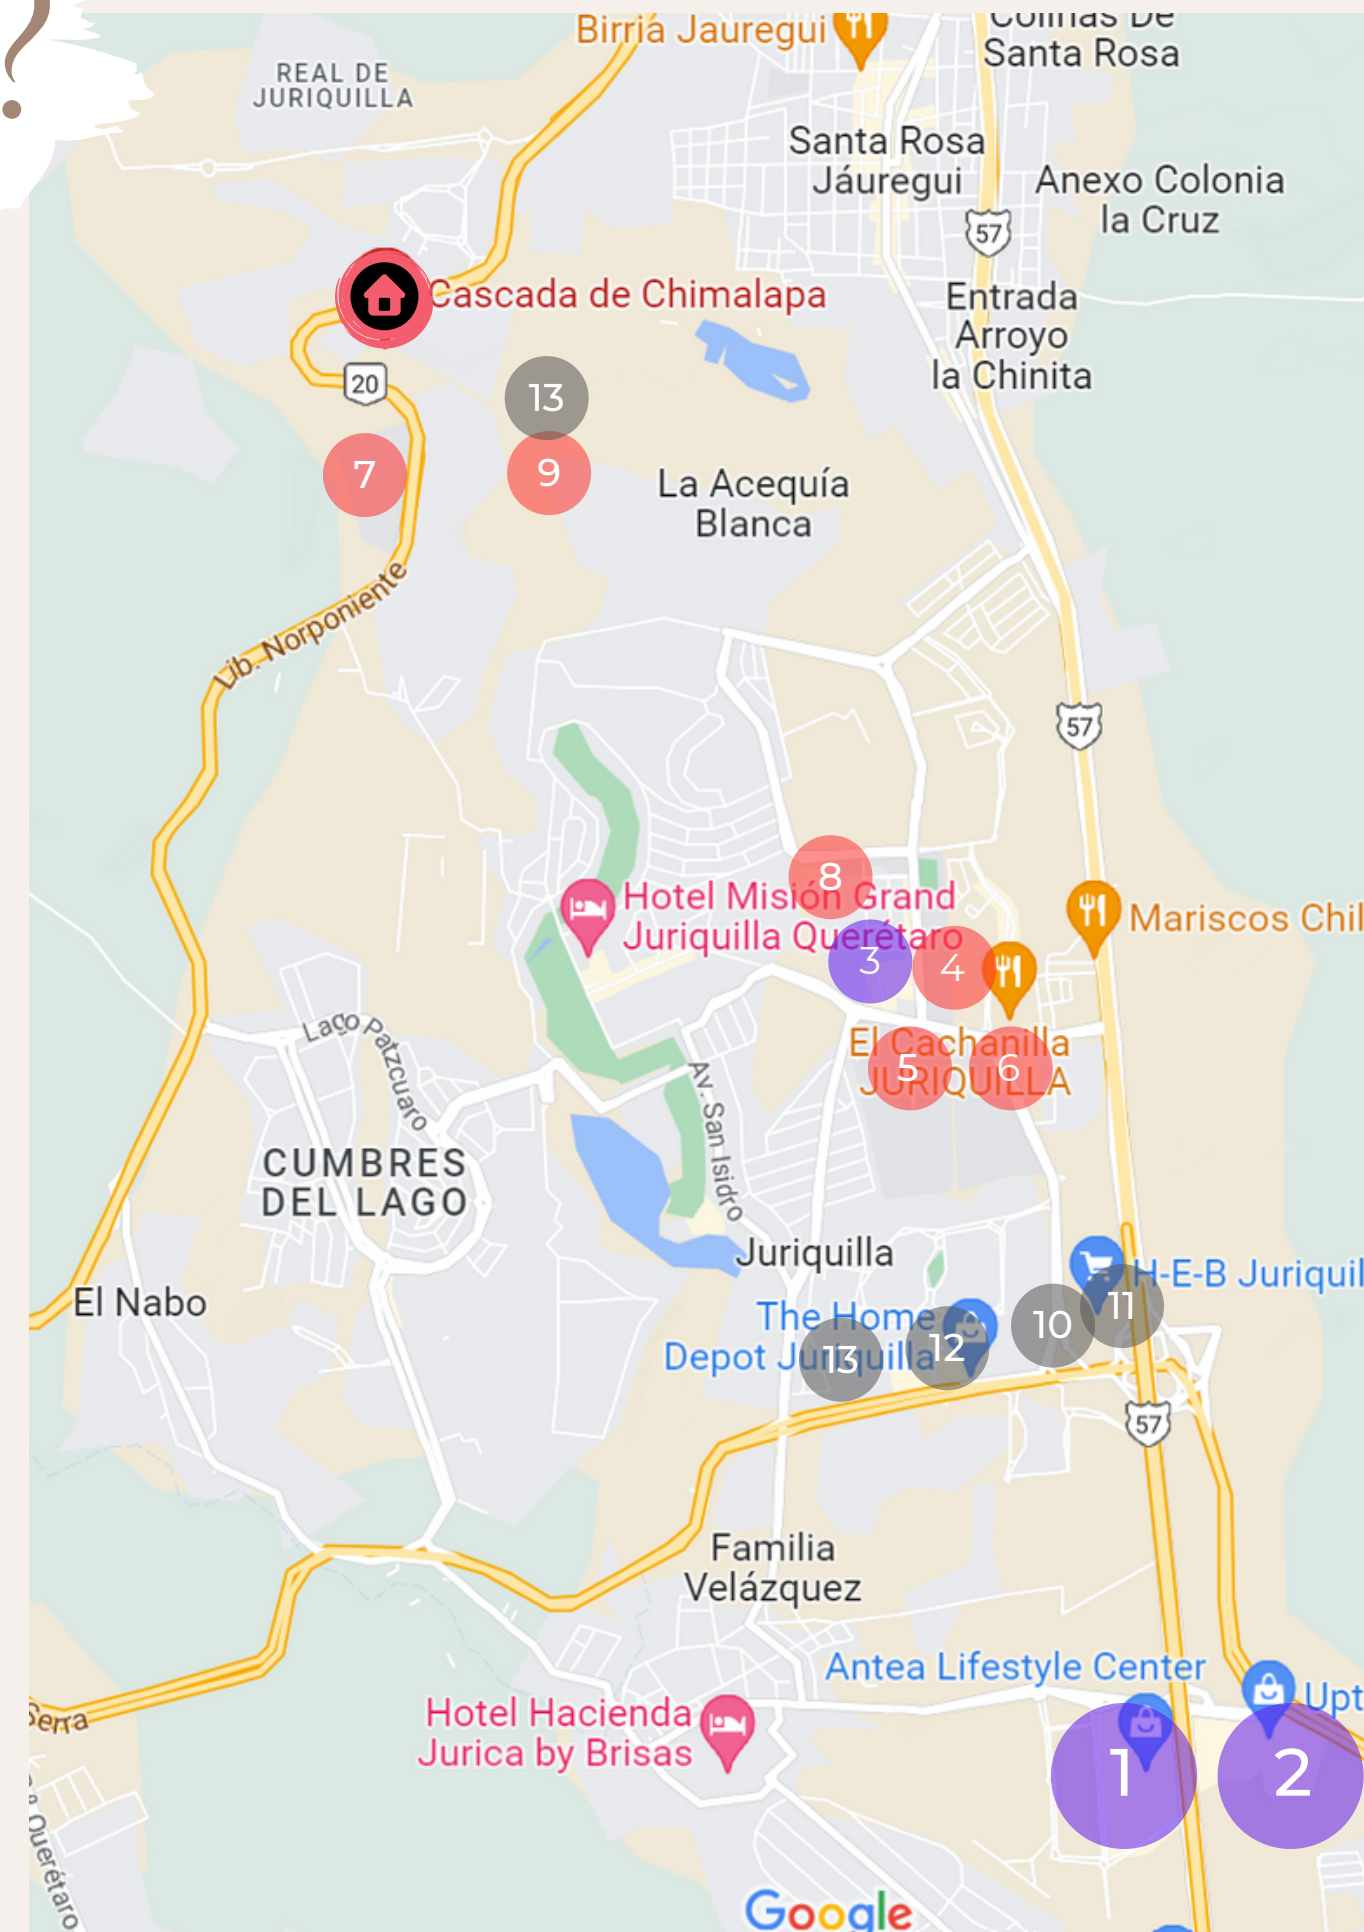 ?
Birria Jauregui
Colinas De
Santa Rosa
REAL DE
JURIQUILLA
Santa Rosa
Jáuregui
Anexo Colonia
la Cruz
57
Cascada de Chimalapa
Entrada
Arroyo
la Chinita
20
13
7
9
La Acequía
Blanca
Lib. Norponiente
57
8
Hotel Misión Grand
Juriquilla Querétaro
Mariscos Chil
3
4
Lago Patzcuaro
El Cachanilla
JURIQUILLA
5
6
Av. San Isidro
CUMBRES
DEL LAGO
Juriquilla
H-E-B Juriquil
El Nabo
The Home
Depot Juriquilla
13
12
10
11
57
Familia
Velázquez
Antea Lifestyle Center
Upt
Serra
Hotel Hacienda
Jurica by Brisas
1
2
Querétaro
Google